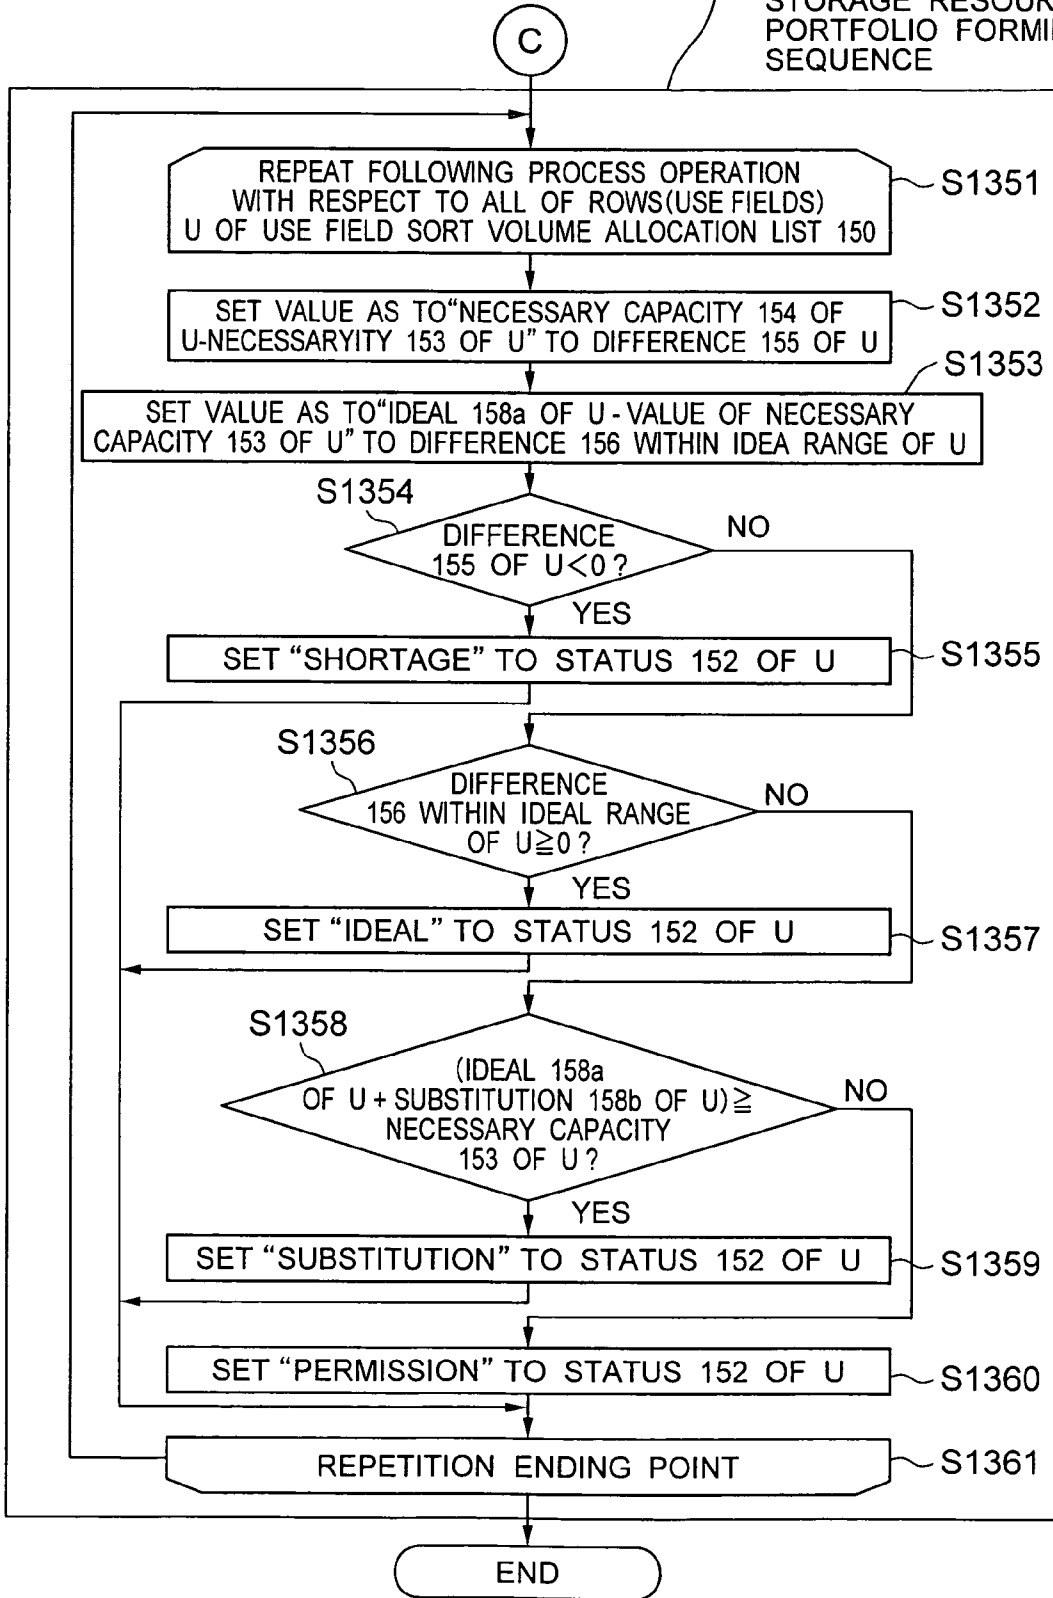 STORAGE
PORTFOLIO
SEQUENCE
C
REPEAT FOLLOWING PROCESS OPERATION
WITH RESPECT TO ALL OF ROWS(USE FIELDS)
U OF USE FIELD SORT VOLUME ALLOCATION LIST 150
S1351
SET VALUE AS TO“NECESSARY CAPACITY 154 OF
U-NECESSARYITY 153 OF U” TO DIFFERENCE 155 OF U
S1352
SET VALUE AS TO“IDEAL 158a OF U - VALUE OF NECESSARY
CAPACITY 153 OF U” TO DIFFERENCE 156 WITHIN IDEA RANGE OF U
S1353
S1354
DIFFERENCE
155 OF U<0?
NO
YES
SET “SHORTAGE” TO STATUS 152 OF U
S1355
S1356
DIFFERENCE
156 WITHIN IDEAL RANGE
OF U≧0?
NO
YES
SET “IDEAL” TO STATUS 152 OF U
S1357
S1358
(IDEAL 158a
OF U + SUBSTITUTION 158b OF U)≧
NECESSARY CAPACITY
153 OF U?
NO
YES
SET “SUBSTITUTION” TO STATUS 152 OF U
S1359
SET “PERMISSION” TO STATUS 152 OF U
S1360
REPETITION ENDING POINT
S1361
END